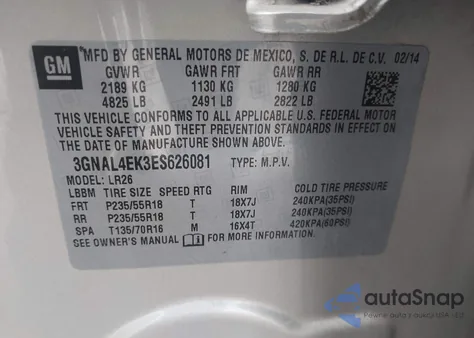 GM MFD BY GENERAL MOTORS DE MEXICO, S. DE R.L. DE C.V. 02/14
GVWR GAWR FRT GAWR RR
2189 KG 1130 KG 1280 KG
4825 LB 2491 LB 2822 LB
THIS VEHICLE CONFORMS TO ALL APPLICABLE U.S. FEDERAL MOTOR
VEHICLE SAFETY AND THEFT PREVENTION STANDARDS IN EFFECT ON
THE DATE OF MANUFACTURE SHOWN ABOVE.
3GNAL4EK3ES626081 TYPE: M.P.V.
MODEL: LR26
LBBM TIRE SIZE SPEED RTG RIM COLD TIRE PRESSURE
FRT P235/55R18 T 18X7J 240KPA(35PSI)
RR P235/55R18 T 18X7J 240KPA(35PSI)
SPA T135/70R16 M 16X4T 420KPA(60PSI)
SEE OWNER'S MANUAL FOR MORE INFORMATION.
autoSnap
Pewne auta z aukcji USA